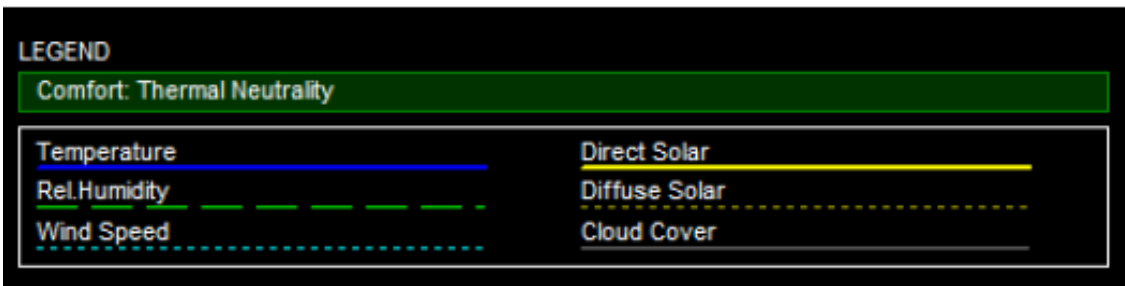 LEGEND
Comfort: Thermal Neutrality
Temperature
Direct Solar
Rel.Humidity
Diffuse Solar
Wind Speed
Cloud Cover